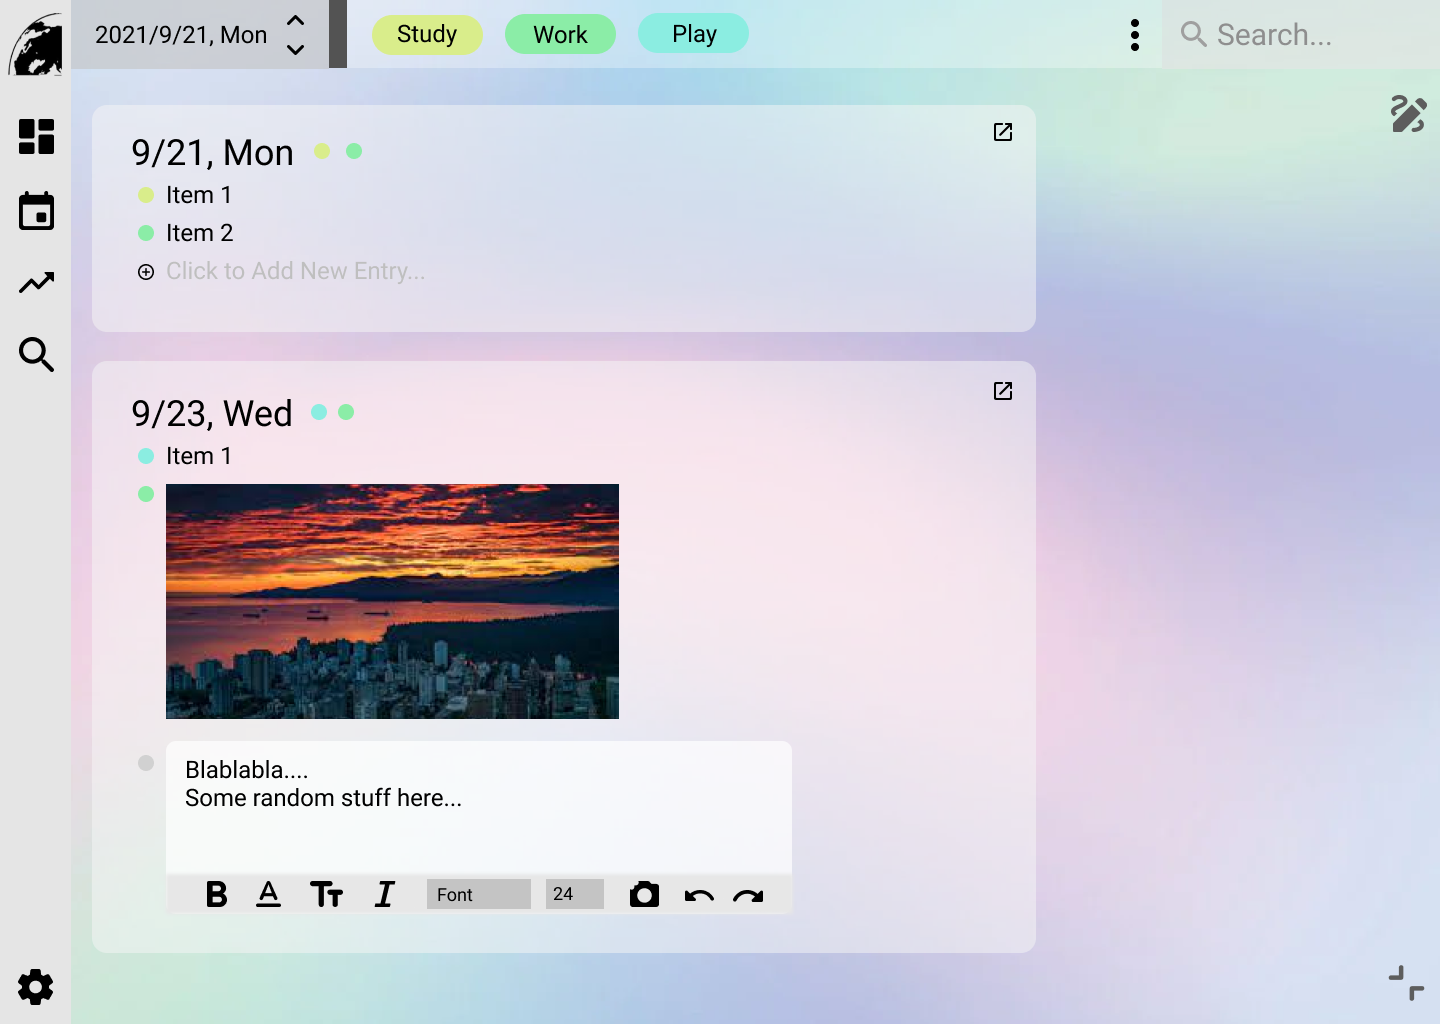 2021/9/21, Mon
Study
Work
Play
Search...
9/21, Mon
Item 1
Item 2
Click to Add New Entry...
9/23, Wed
Item 1
Blablabla....
Some random stuff here...
B A TT I Font 24